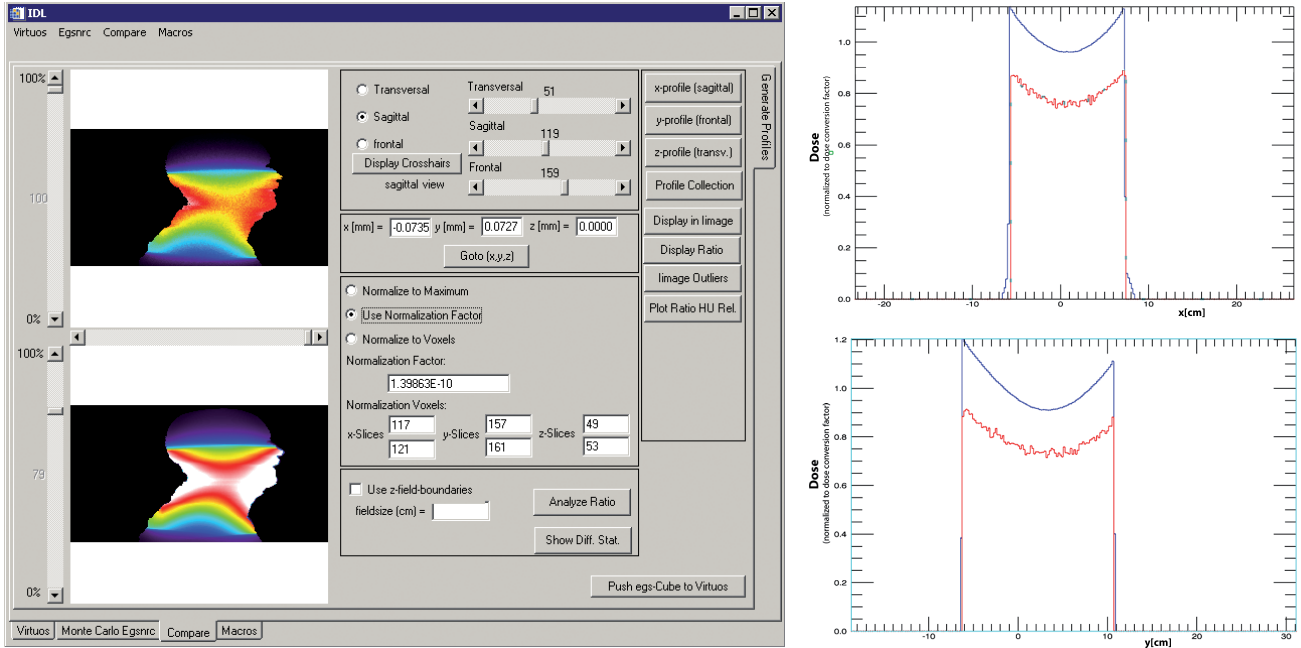 IDL
Virtuos Egsnrc Compare Macros
100%
100
0%
100%
79
0%
Transversal
Sagittal
frontal
Display Crosshairs
sagittal view
Transversal
51
Sagittal
119
Frontal
159
x [mm] = -0.0735 y [mm] = 0.0727 z [mm] = 0.0000
Goto (x,y,z)
Normalize to Maximum
Use Normalization Factor
Normalize to Voxels
Normalization Factor:
1.39863E-10
Normalization Voxels:
x-Slices 117 121 y-Slices 157 161 z-Slices 49 53
Use z-field-boundaries
fieldsize (cm) =
Analyze Ratio
Show Diff. Stat.
x-profile (sagittal)
y-profile (frontal)
z-profile (transv.)
Profile Collection
Display in Iimage
Display Ratio
Iimage Outliers
Plot Ratio HU Rel.
Generate Profiles
Push egs-Cube to Virtuos
Virtuos Monte Carlo Egsnrc Compare Macros
Dose
(normalized to dose conversion factor)
1.0
0.8
0.6
0.4
0.2
0.0
-20 -10 0 10 20
x[cm]
Dose
(normalized to dose conversion factor)
1.2
1.0
0.8
0.6
0.4
0.2
0.0
-10 0 10 20 30
y[cm]